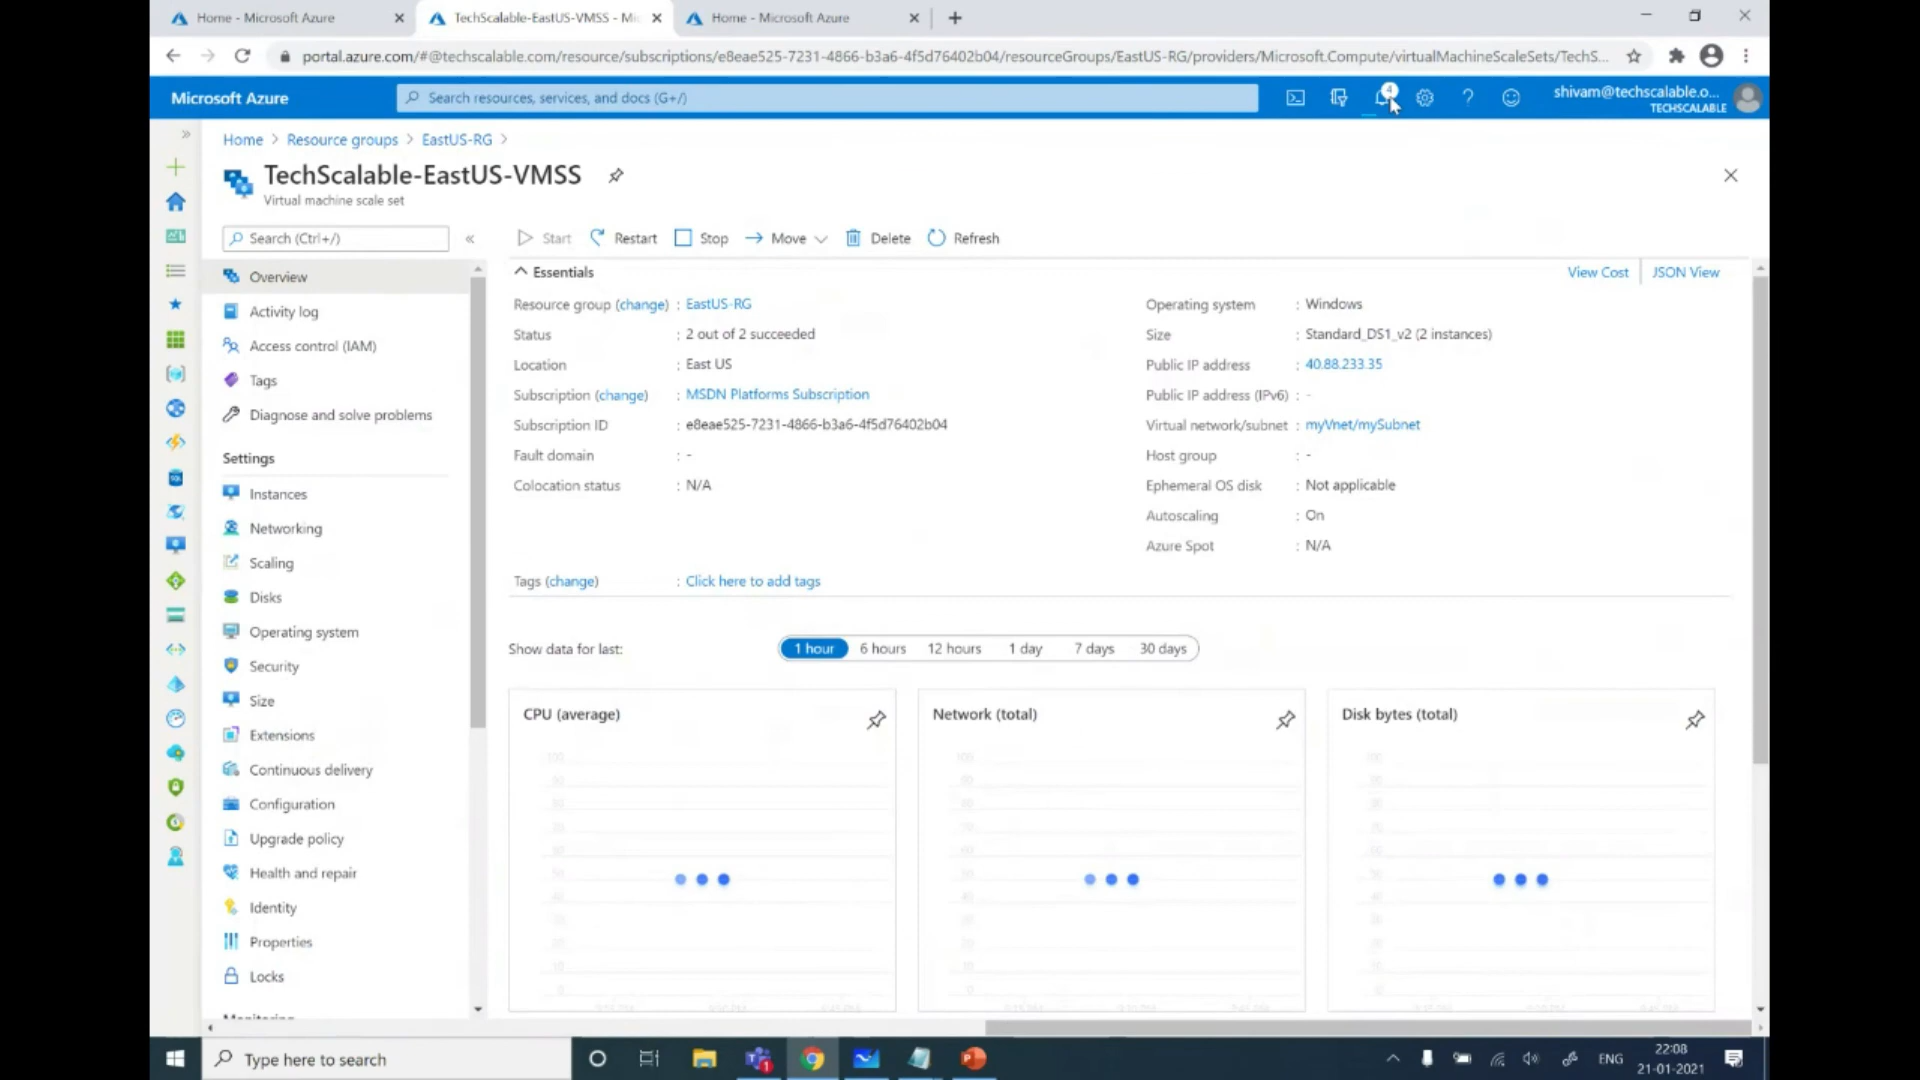 Home - Microsoft Azure
TechScalable-EastUS-VMSS - Mi
Home - Microsoft Azure
portal.azure.com/#@techscalable.com/resource/subscriptions/e8eae525-7231-4866-b3a6-4f5d76402b04/resourceGroups/EastUS-RG/providers/Microsoft.Compute/virtualMachineScaleSets/TechS...
Microsoft Azure
Search resources, services, and docs (G+/)
4
shivam@techscalable.o...
TECHSCALABLE
Home > Resource groups > EastUS-RG >
TechScalable-EastUS-VMSS
Virtual machine scale set
Search (Ctrl+/)
Start
Restart
Stop
Move
Delete
Refresh
Overview
Activity log
Access control (IAM)
Tags
Diagnose and solve problems
Settings
Instances
Networking
Scaling
Disks
Operating system
Security
Size
Extensions
Continuous delivery
Configuration
Upgrade policy
Health and repair
Identity
Properties
Locks
Monitoring
Essentials
View Cost
JSON View
Resource group (change) : EastUS-RG
Status : 2 out of 2 succeeded
Location : East US
Subscription (change) : MSDN Platforms Subscription
Subscription ID : e8eae525-7231-4866-b3a6-4f5d76402b04
Fault domain : -
Colocation status : N/A
Operating system : Windows
Size : Standard_DS1_v2 (2 instances)
Public IP address : 40.88.233.35
Public IP address (IPv6) : -
Virtual network/subnet : myVnet/mySubnet
Host group : -
Ephemeral OS disk : Not applicable
Autoscaling : On
Azure Spot : N/A
Tags (change) : Click here to add tags
Show data for last:
1 hour
6 hours
12 hours
1 day
7 days
30 days
CPU (average)
Network (total)
Disk bytes (total)
Type here to search
1
ENG
22:08
21-01-2021